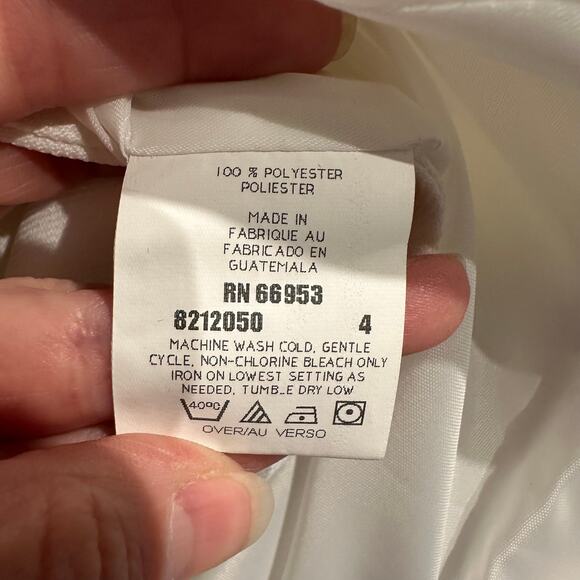 100 % POLYESTER
POLIESTER
MADE IN
FABRIQUE AU
FABRICADO EN
GUATEMALA
RN 66953
8212050 4
MACHINE WASH COLD, GENTLE
CYCLE, NON-CHLORINE BLEACH ONLY
IRON ON LOWEST SETTING AS
NEEDED, TUMBLE DRY LOW
40ºC
OVER/AU VERSO